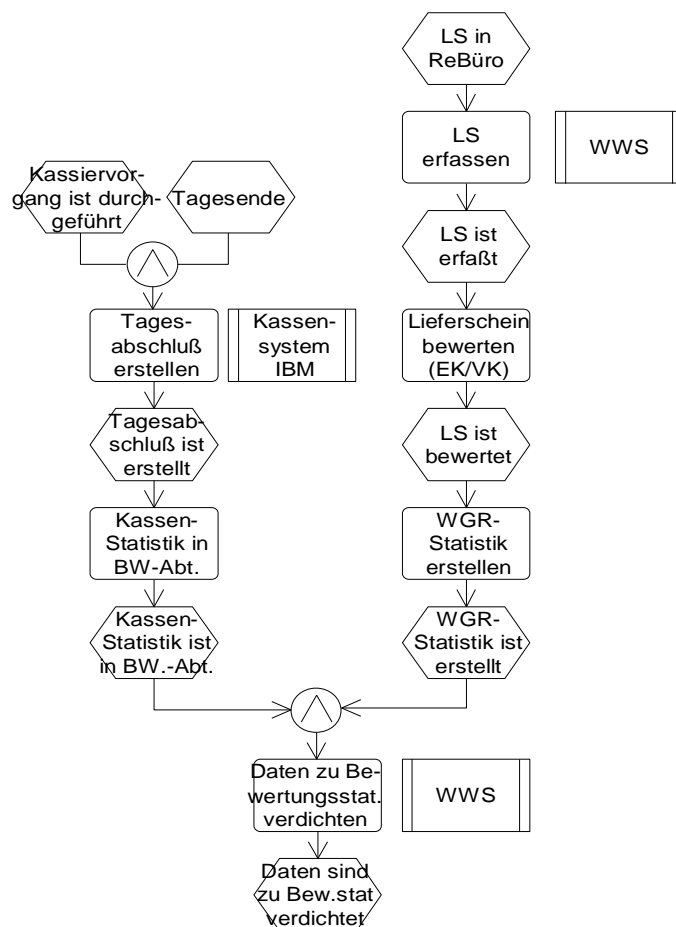 LS in
ReBüro
LS
erfassen
WWS
Kassiervor-
gang ist durch-
geführt
Tagesende
LS ist
erfaßt
Tages-
abschluß
erstellen
Kassen-
system
IBM
Lieferschein
bewerten
(EK/VK)
Tagesab-
schluß ist
erstellt
LS ist
bewertet
Kassen-
Statistik in
BW-Abt.
WGR-
Statistik
erstellen
Kassen-
Statistik ist
in BW.-Abt.
WGR-
Statistik ist
erstellt
Daten zu Be-
wertungsstat.
verdichten
WWS
Daten sind
zu Bew.stat
verdichtet